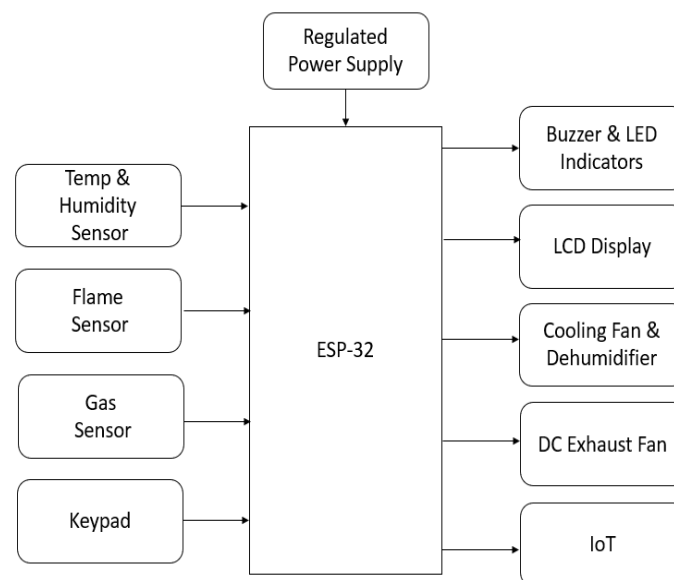 Regulated
Power Supply
Temp &
Humidity
Sensor
Flame
Sensor
Gas
Sensor
Keypad
ESP-32
Buzzer & LED
Indicators
LCD Display
Cooling Fan &
Dehumidifier
DC Exhaust Fan
IoT